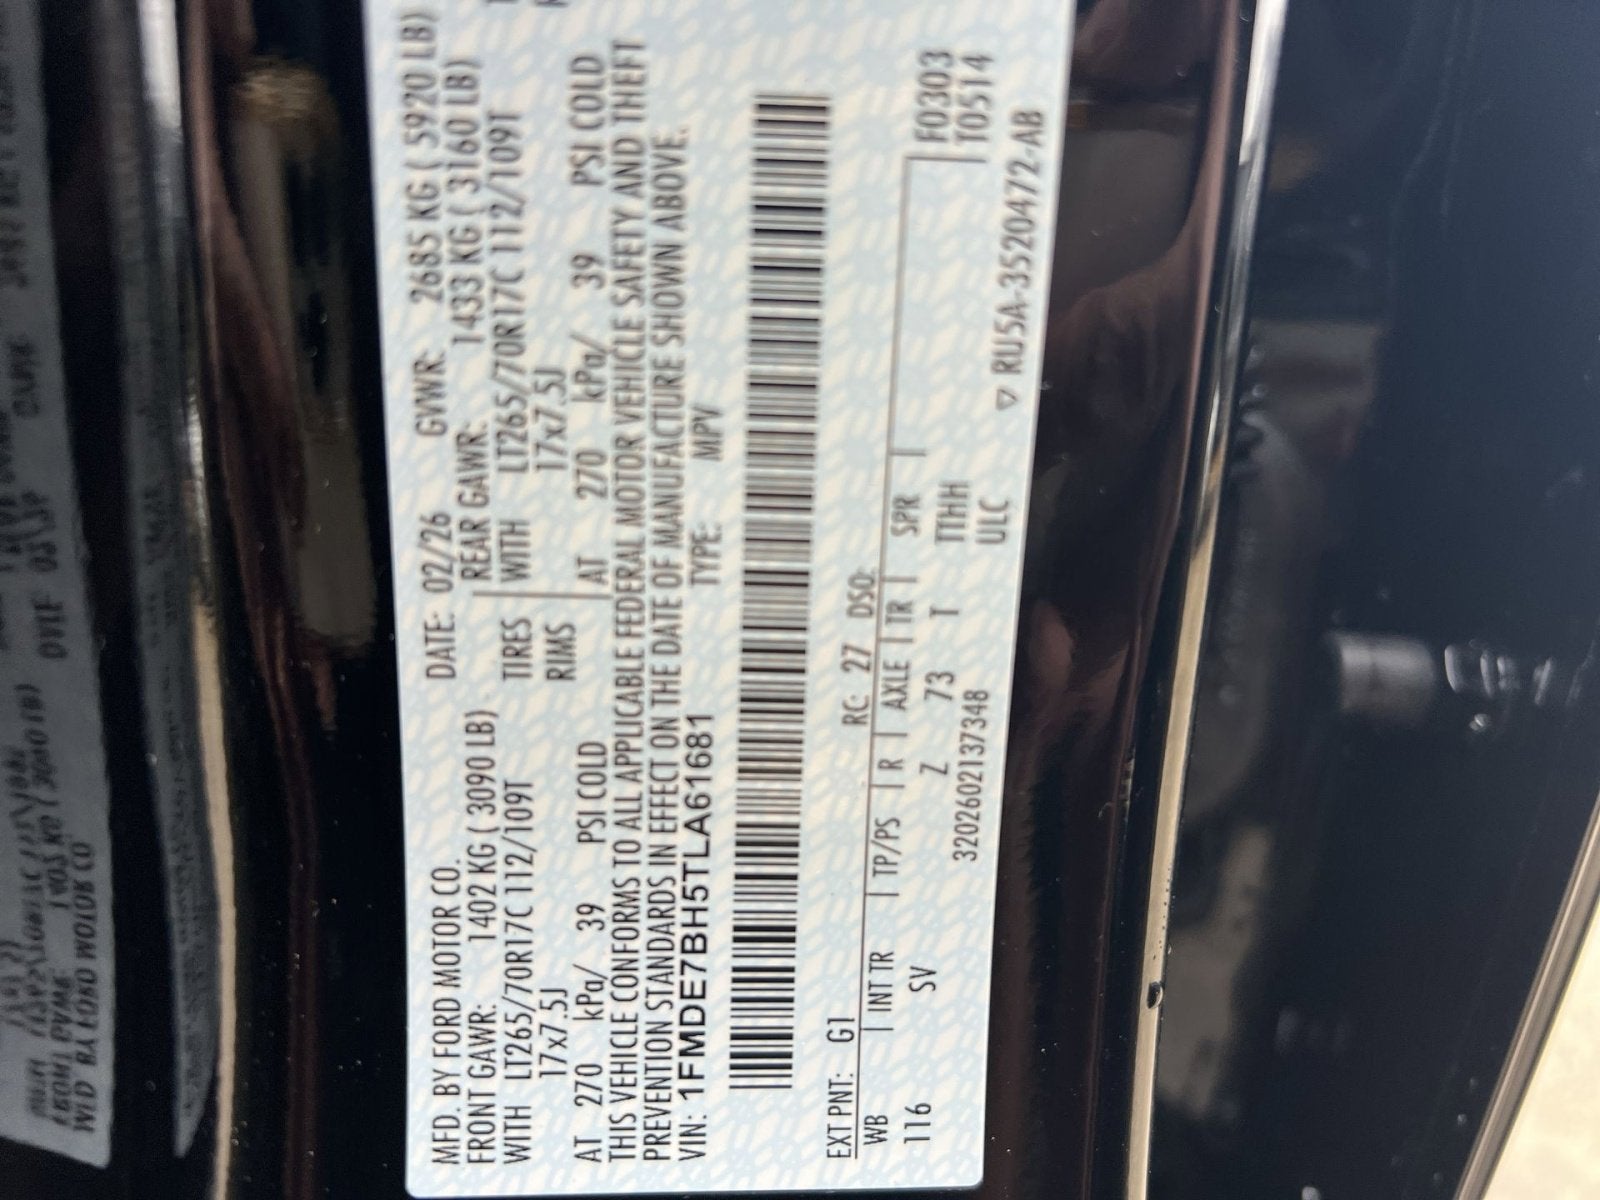 MFD. BY FORD MOTOR CO.
DATE: 02/26 GVWR: 2685 KG ( 5920 LB)
FRONT GAWR: 1402 KG ( 3090 LB)
REAR GAWR: 1433 KG ( 3160 LB)
WITH LT265/70R17C 112/109T TIRES WITH LT265/70R17C 112/109T
17x7.5J RIMS 17x7.5J
AT 270 kPa/ 39 PSI COLD AT 270 kPa/ 39 PSI COLD
THIS VEHICLE CONFORMS TO ALL APPLICABLE FEDERAL MOTOR VEHICLE SAFETY AND THEFT
PREVENTION STANDARDS IN EFFECT ON THE DATE OF MANUFACTURE SHOWN ABOVE.
VIN: 1FMDE7BH5TLA61681 TYPE: MPV
F0303
T0514
EXT PNT: G1 RC: 27 DSO:
WB INT TR TP/PS R AXLE TR SPR
116 SV Z 73 T TTHH
ULC
320260213734​8
▽ RU5A-3520472-AB